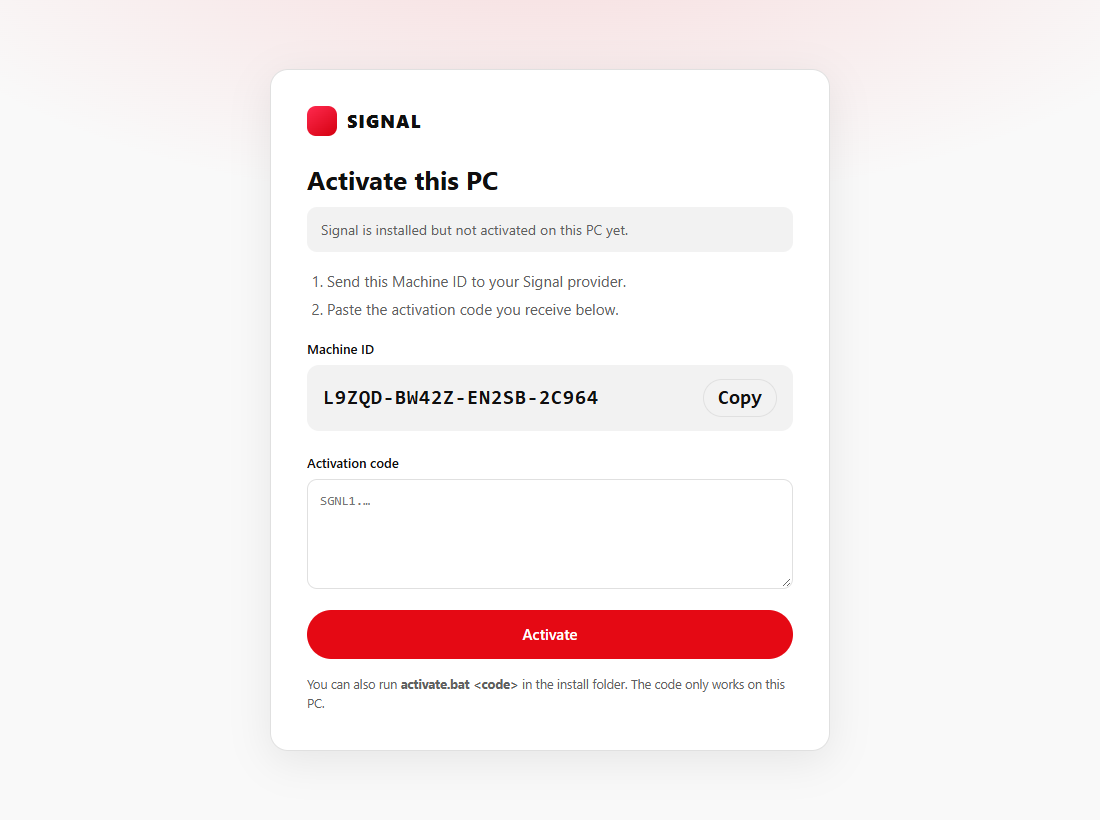 SIGNAL
Activate this PC
Signal is installed but not activated on this PC yet.
1. Send this Machine ID to your Signal provider.
2. Paste the activation code you receive below.
Machine ID
L9ZQD-BW42Z-EN2SB-2C964
Copy
Activation code
SGNL1.…
Activate
You can also run activate.bat <code> in the install folder. The code only works on this
PC.